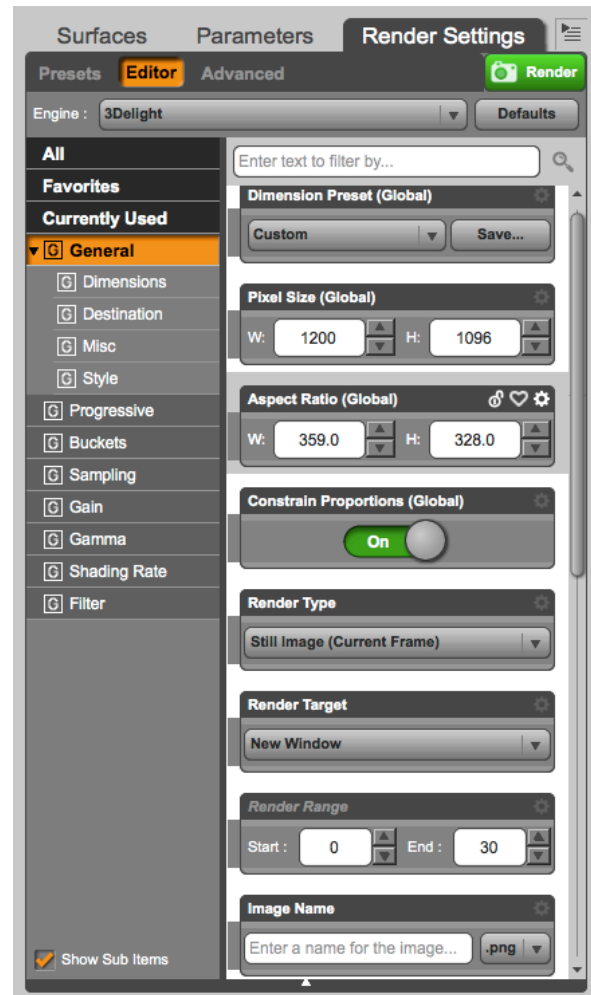 Surfaces Parameters Render Settings
Presets Editor Advanced Render
Engine : 3Delight Defaults
All
Favorites
Currently Used
G General
G Dimensions
G Destination
G Misc
G Style
G Progressive
G Buckets
G Sampling
G Gain
G Gamma
G Shading Rate
G Filter
Show Sub Items
Enter text to filter by...
Dimension Preset (Global)
Custom Save...
Pixel Size (Global)
W: 1200 H: 1096
Aspect Ratio (Global)
W: 359.0 H: 328.0
Constrain Proportions (Global)
On
Render Type
Still Image (Current Frame)
Render Target
New Window
Render Range
Start : 0 End : 30
Image Name
Enter a name for the image... .png